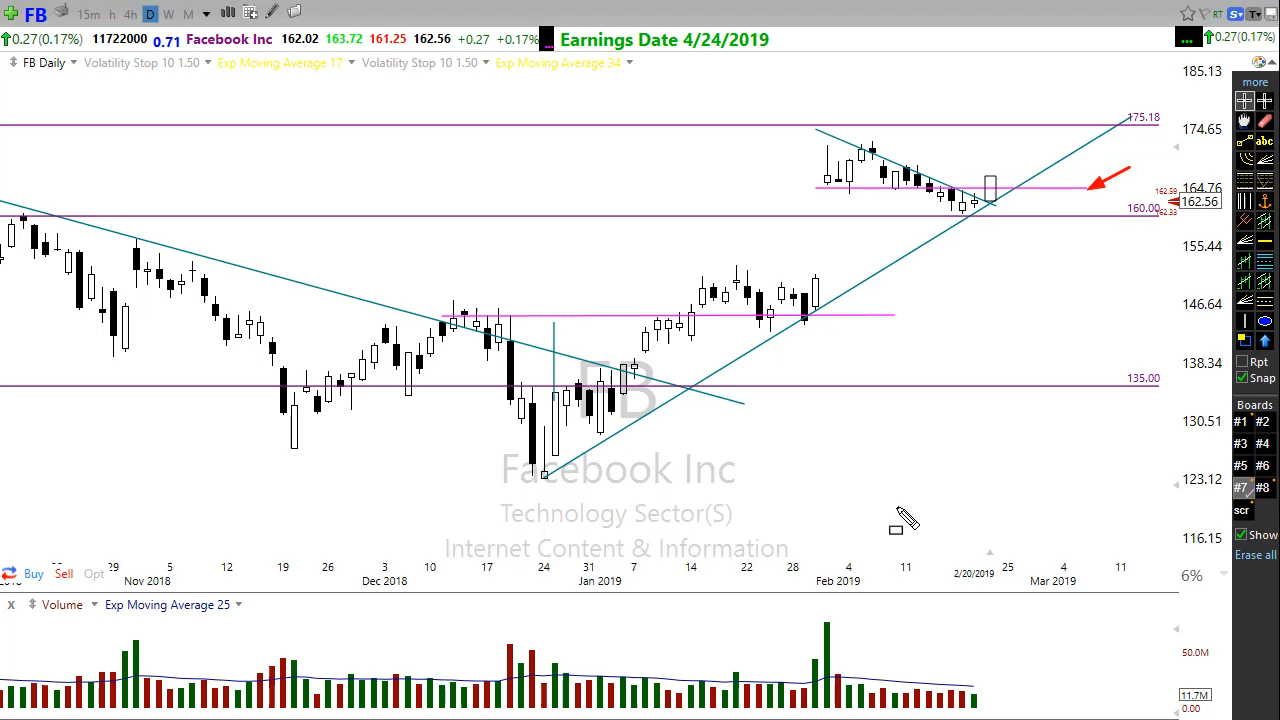 FB 15m h 4h D W M RT S T
0.27(0.17%) 11722000 0.71 Facebook Inc 162.02 163.72 161.25 162.56 +0.27 +0.17% ... Earnings Date 4/24/2019 ... 0.27(0.17%)
FB Daily Volatility Stop 10 1.50 Exp Moving Average 17 Volatility Stop 10 1.50 Exp Moving Average 34
185.13
more
175.18
174.65
abc
164.76
162.59
162.56
160.00
162.33
155.44
146.64
138.34
135.00
130.51
123.12
116.15
FB
Facebook Inc
Technology Sector(S)
Internet Content & Information
Rpt
Snap
Boards
#1 #2
#3 #4
#5 #6
#7 #8
scr
Show
Erase all
29 5 12 19 26 3 10 17 24 31 7 14 22 28 4 11 2/20/2019 25 4 11
Buy Sell Opt
Nov 2018 Dec 2018 Jan 2019 Feb 2019 Mar 2019
6%
X Volume Exp Moving Average 25
50.0M
11.7M
0.00